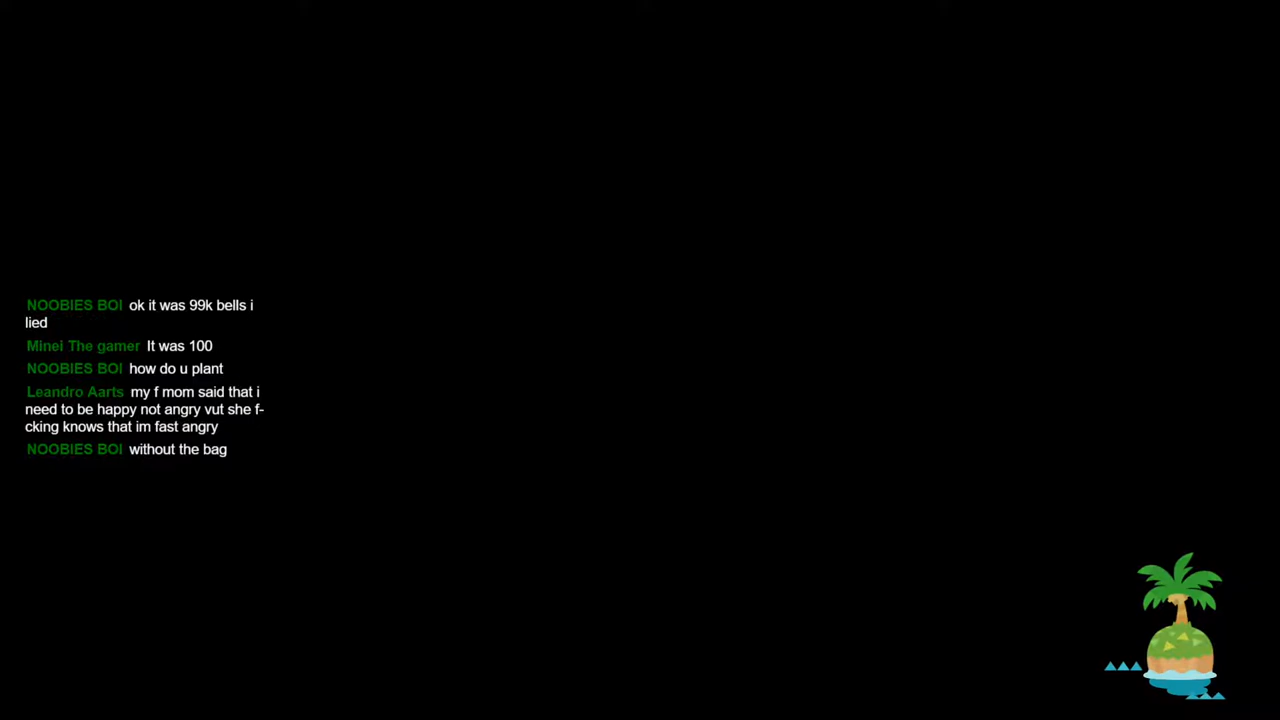 NOOBIES BOI ok it was 99k bells i
lied
Minei The gamer It was 100
NOOBIES BOI how do u plant
Leandro Aarts my f mom said that i
need to be happy not angry vut she f-
cking knows that im fast angry
NOOBIES BOI without the bag